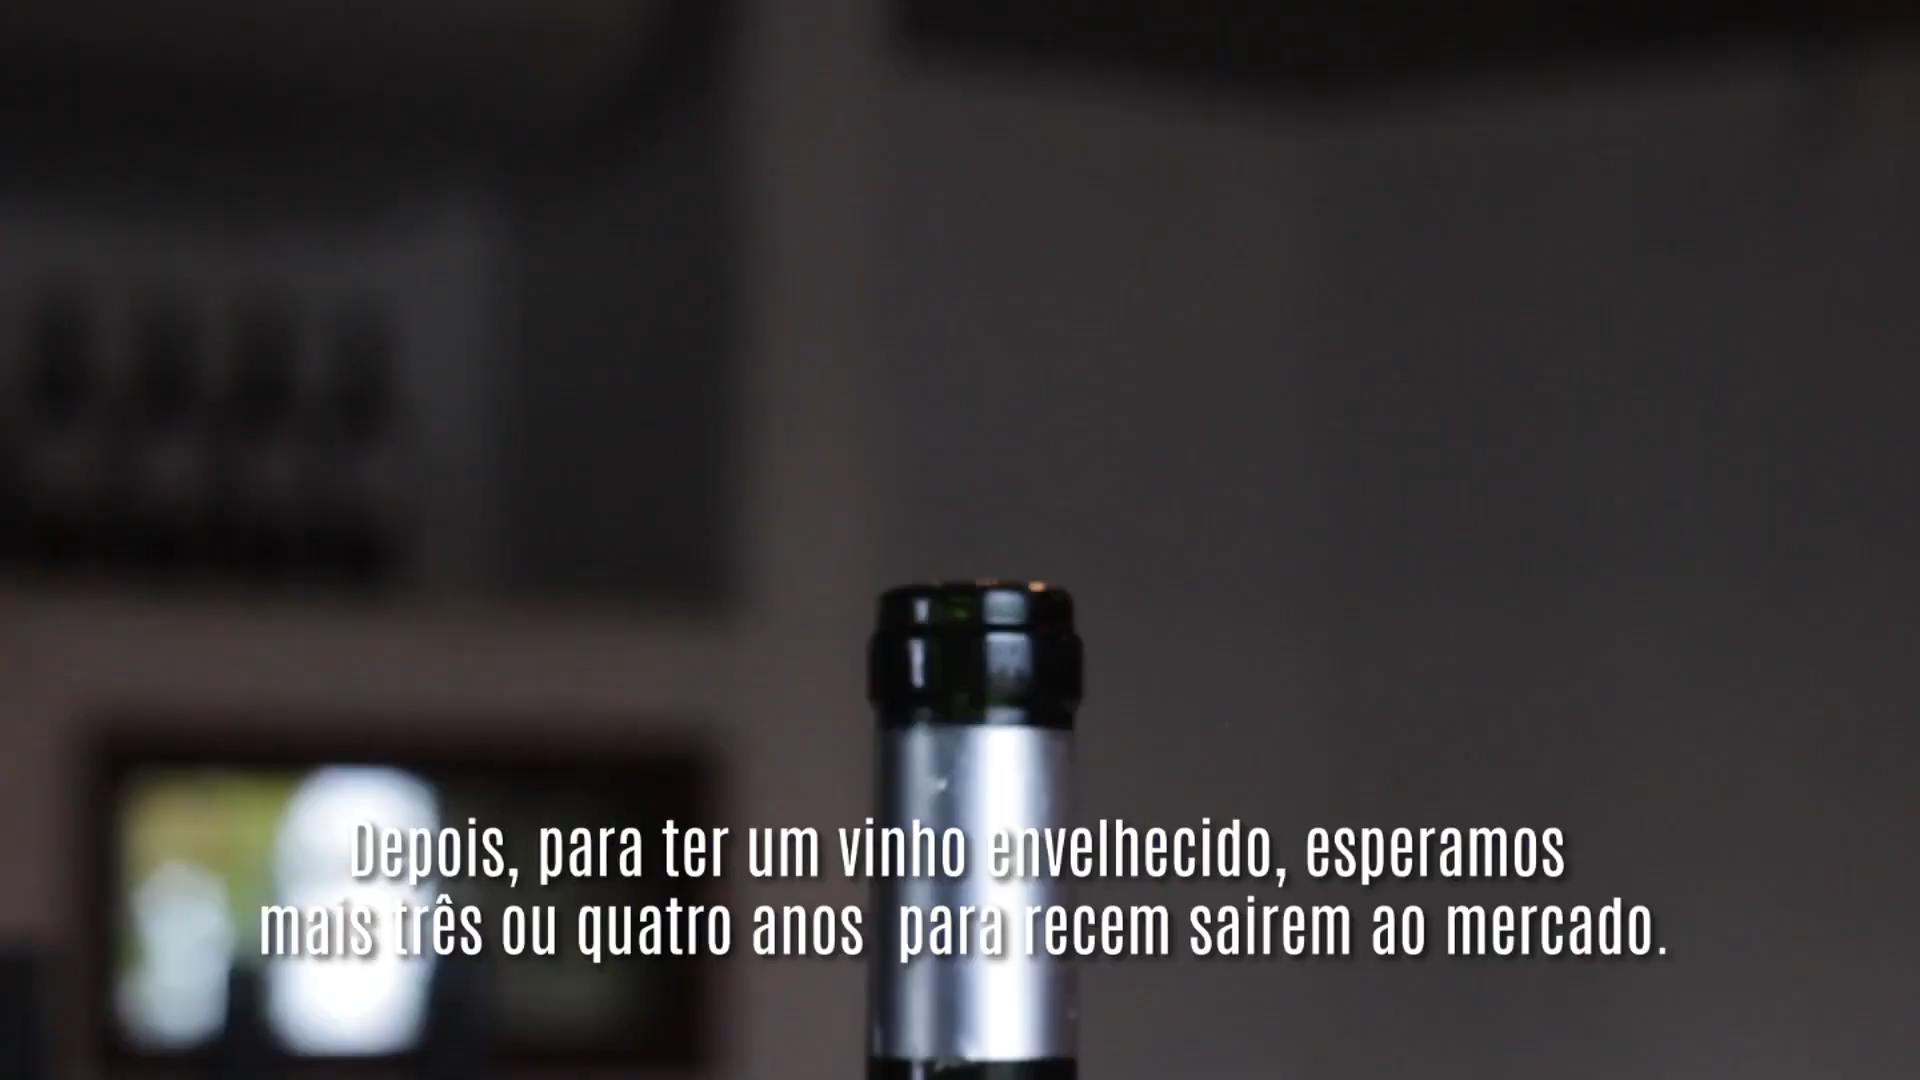 Depois, para ter um vinho envelhecido, esperamos
mais três ou quatro anos  para recem sairem ao mercado.